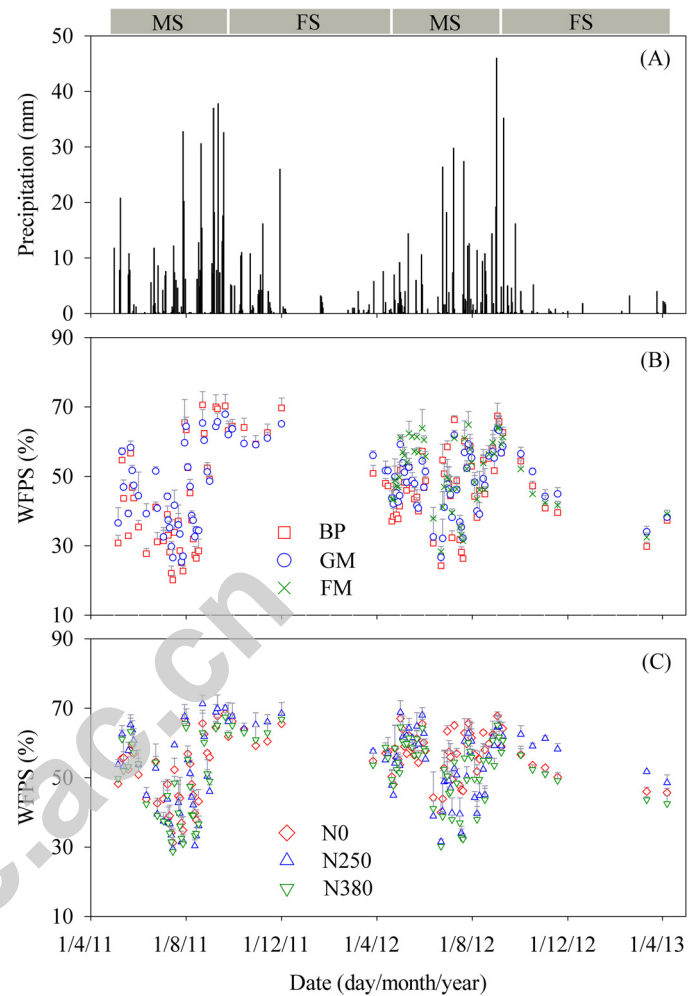 MS FS MS FS
(A)
50
40
30
20
10
0
Precipitation (mm)
(B)
90
70
50
30
10
WFPS (%)
BP
GM
FM
(C)
90
70
50
30
10
WFPS (%)
N0
N250
N380
1/4/11 1/8/11 1/12/11 1/4/12 1/8/12 1/12/12 1/4/13
Date (day/month/year)
c.ac.cn